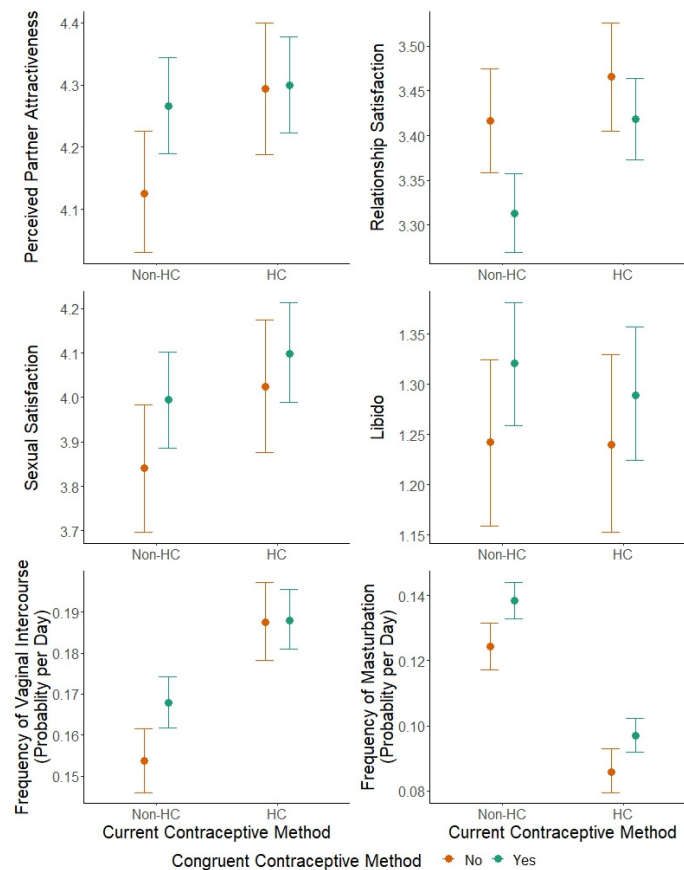 Perceived Partner Attractiveness
4.4
4.3
4.2
4.1
Non-HC HC
Relationship Satisfaction
3.50
3.45
3.40
3.35
3.30
Non-HC HC
Sexual Satisfaction
4.2
4.1
4.0
3.9
3.8
3.7
Non-HC HC
Libido
1.35
1.30
1.25
1.20
1.15
Non-HC HC
Frequency of Vaginal Intercourse
(Probablity per Day)
0.19
0.18
0.17
0.16
0.15
Non-HC HC
Current Contraceptive Method
Frequency of Masturbation
(Probablity per Day)
0.14
0.12
0.10
0.08
Non-HC HC
Current Contraceptive Method
Congruent Contraceptive Method No Yes